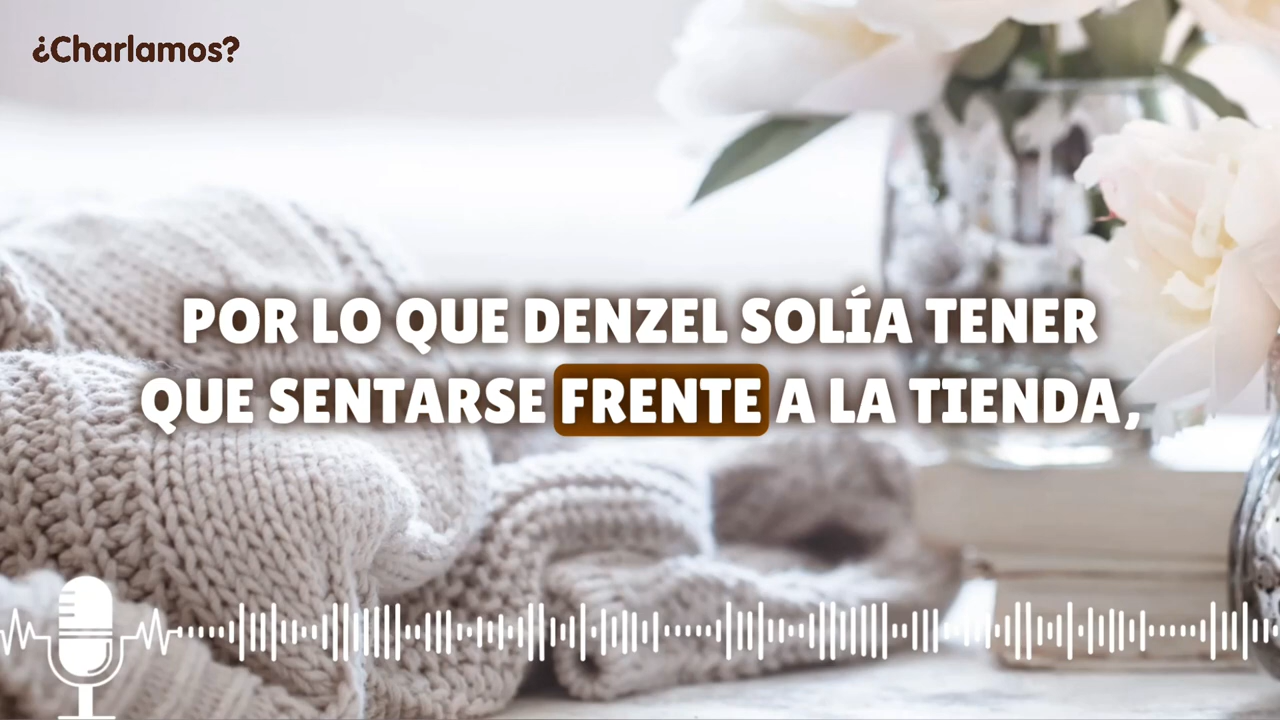 ¿Charlamos?
POR LO QUE DENZEL SOLÍA TENER
QUE SENTARSE FRENTE A LA TIENDA,